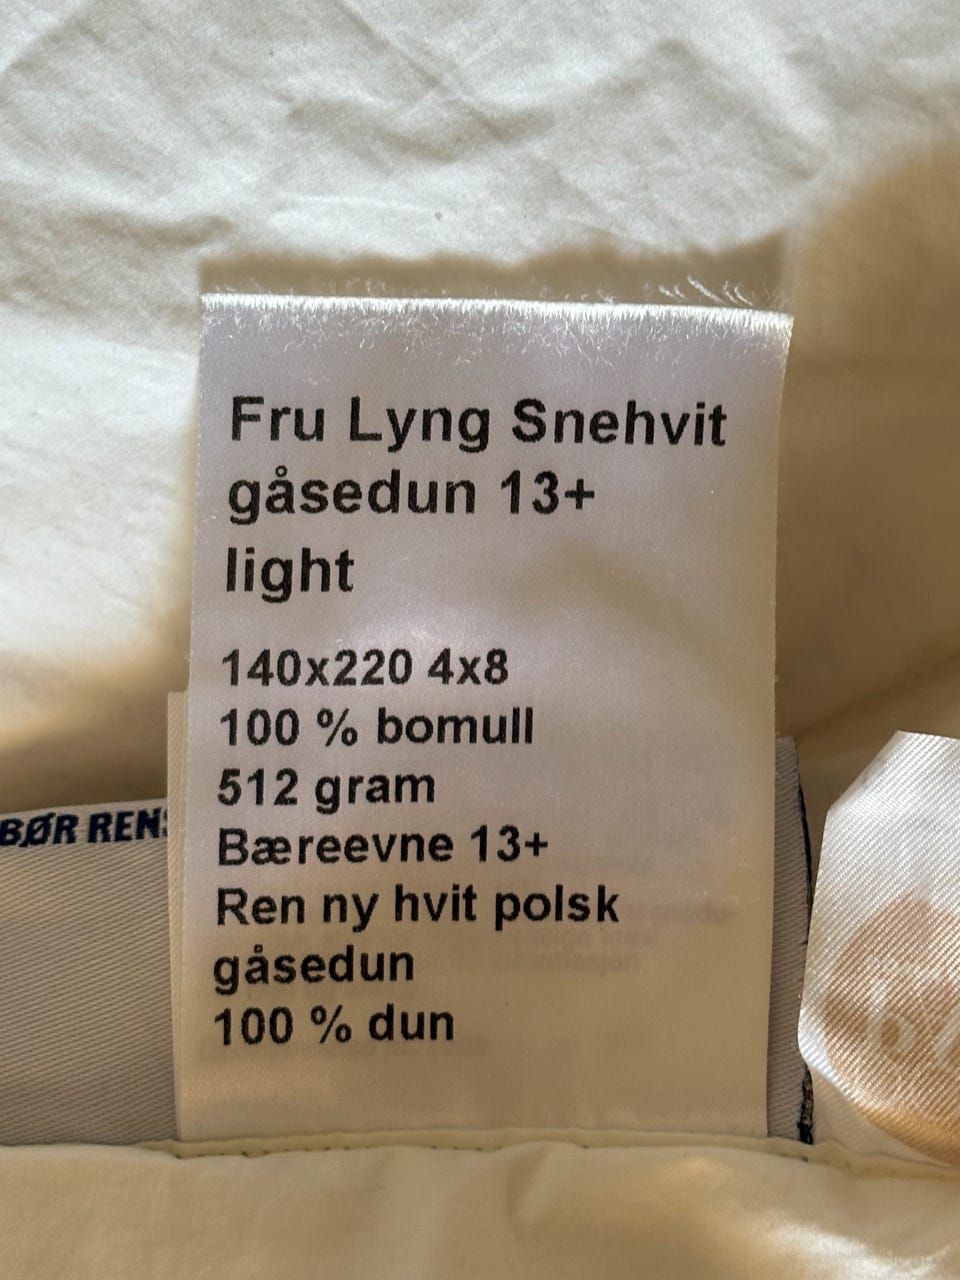 Fru Lyng Snehvit
gåsedun 13+
light
140x220 4x8
100 % bomull
512 gram
Bæreevne 13+
Ren ny hvit polsk
gåsedun
100 % dun
BØR RENS